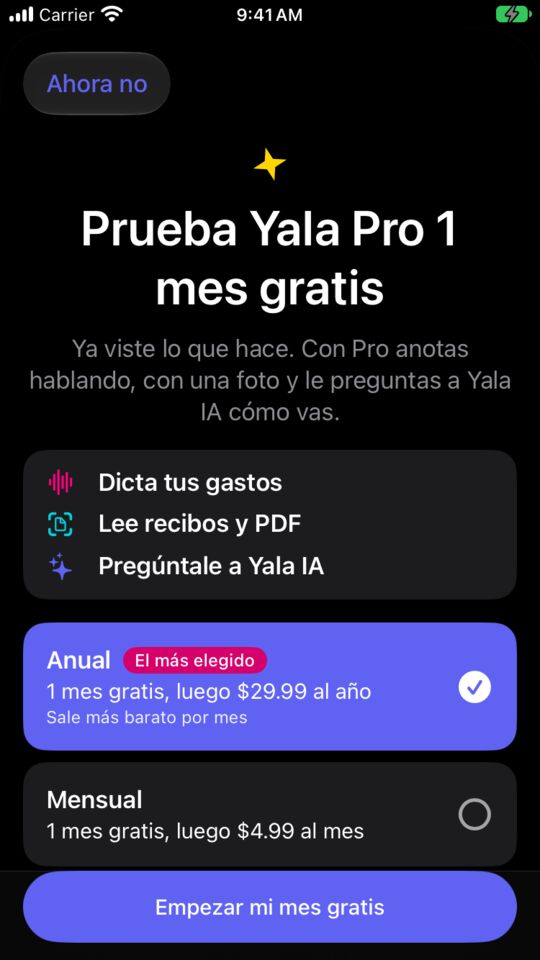 Carrier 9:41 AM
Ahora no
Prueba Yala Pro 1
mes gratis
Ya viste lo que hace. Con Pro anotas
hablando, con una foto y le preguntas a Yala
IA cómo vas.
Dicta tus gastos
Lee recibos y PDF
Pregúntale a Yala IA
Anual El más elegido
1 mes gratis, luego $29.99 al año
Sale más barato por mes
Mensual
1 mes gratis, luego $4.99 al mes
Empezar mi mes gratis